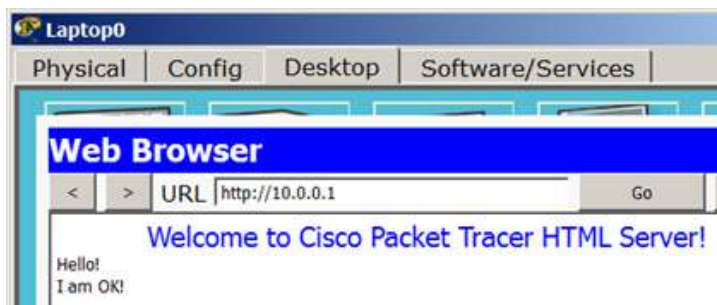 Laptop0
Physical Config Desktop Software/Services
Web Browser
< > URL http://10.0.0.1 Go
Welcome to Cisco Packet Tracer HTML Server!
Hello!
I am OK!